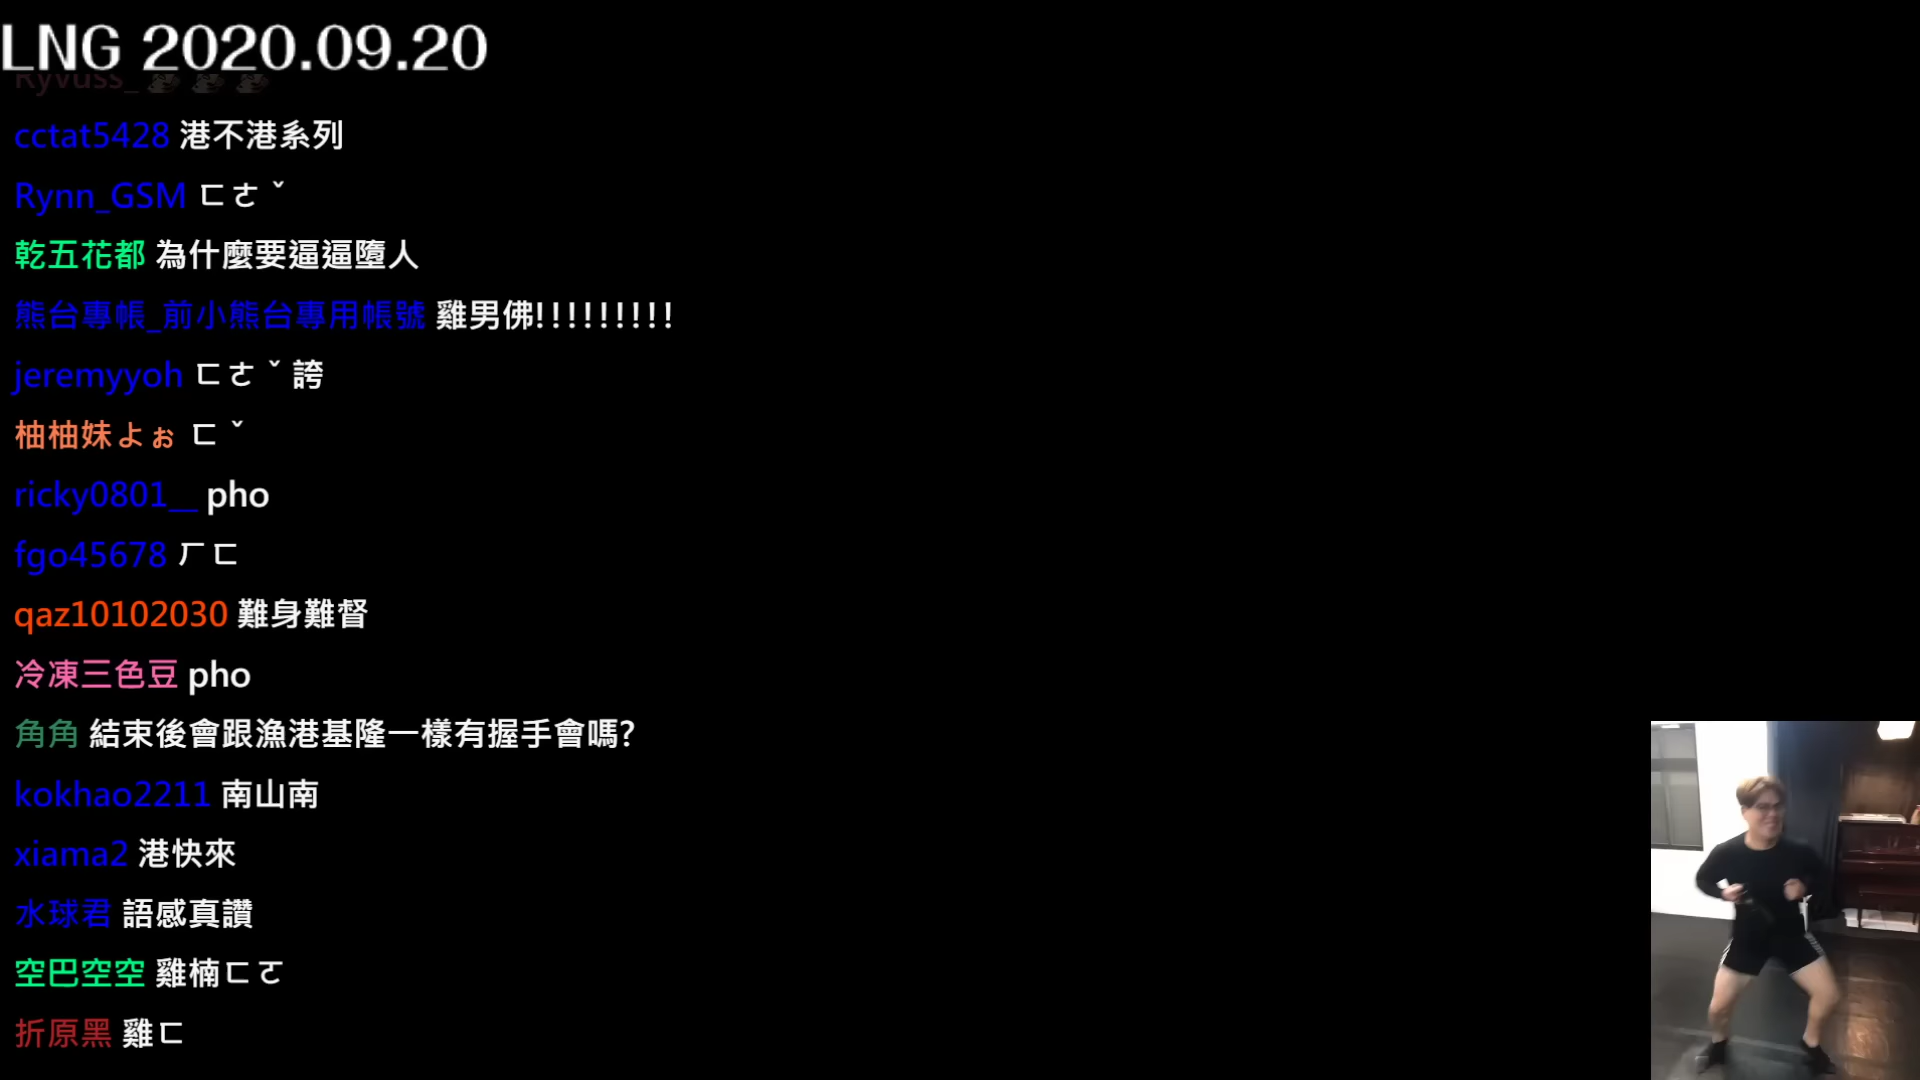 LNG 2020.09.20
Ryvuss_
cctat5428 港不港系列
Rynn_GSM ㄈㄜˇ
乾五花都 為什麼要逼逼墮人
熊台專帳_前小熊台專用帳號 雞男佛!!!!!!!!!
jeremyyoh ㄈㄜˇ誇
柚柚妹よぉ ㄈˇ
ricky0801__ pho
fgo45678 ㄏㄈ
qaz10102030 難身難督
冷凍三色豆 pho
角角 結束後會跟漁港基隆一樣有握手會嗎?
kokhao2211 南山南
xiama2 港快來
水球君 語感真讚
空巴空空 雞楠ㄈㄛ
折原黑 雞ㄈ